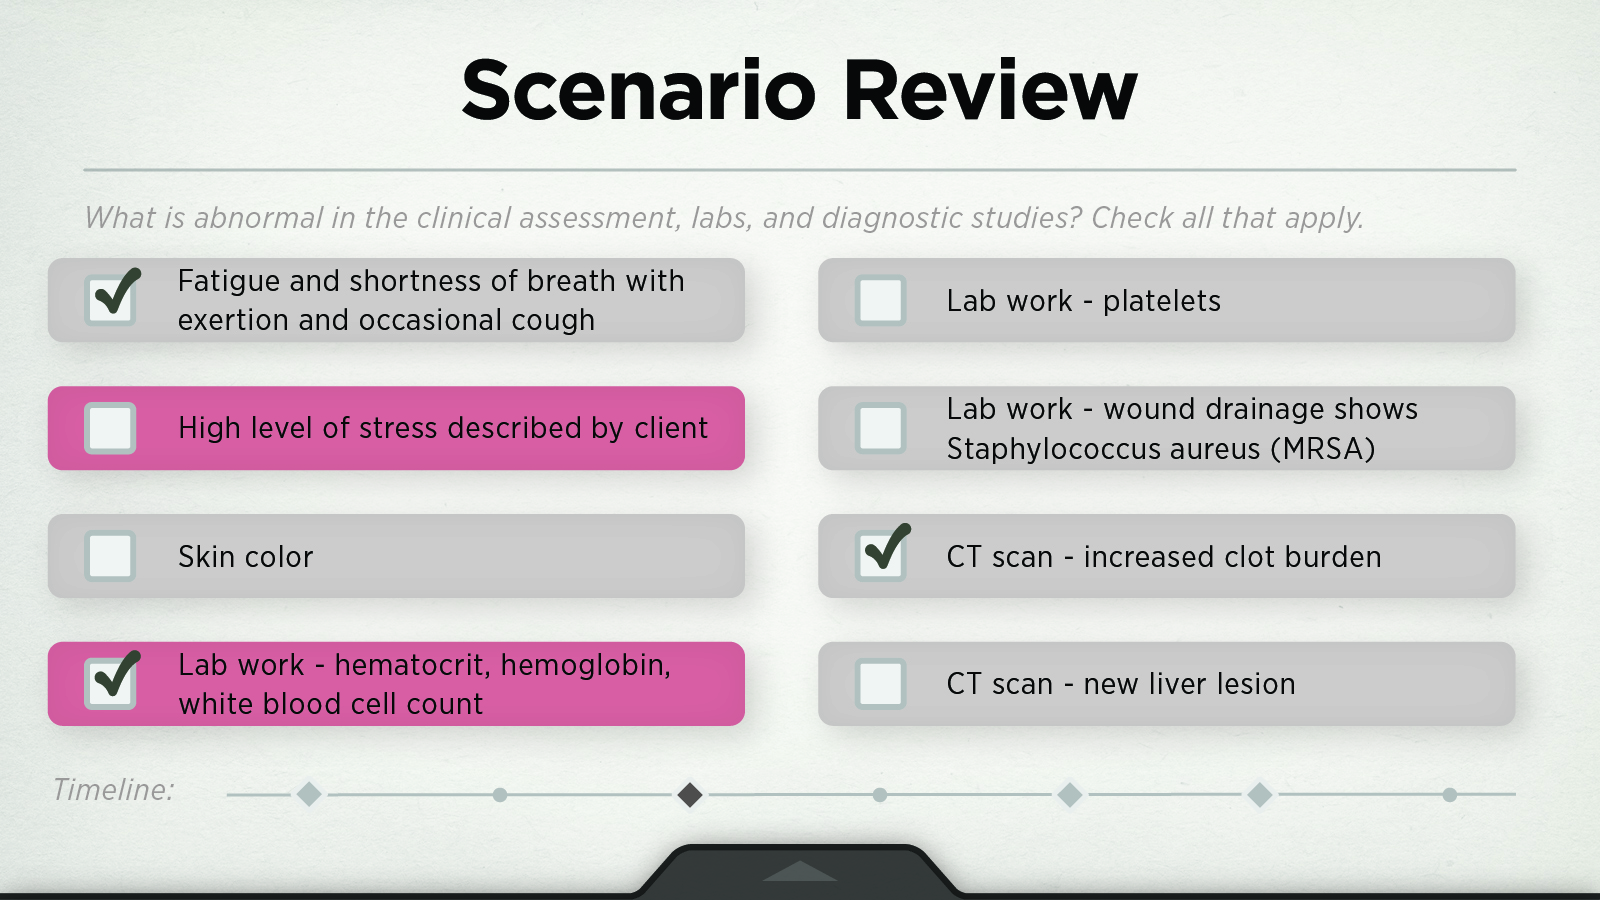 Scenario Review
What is abnormal in the clinical assessment, labs, and diagnostic studies? Check all that apply.
Fatigue and shortness of breath with
exertion and occasional cough
High level of stress described by client
Skin color
Lab work - hematocrit, hemoglobin,
white blood cell count
Lab work - platelets
Lab work - wound drainage shows
Staphylococcus aureus (MRSA)
CT scan - increased clot burden
CT scan - new liver lesion
Timeline: